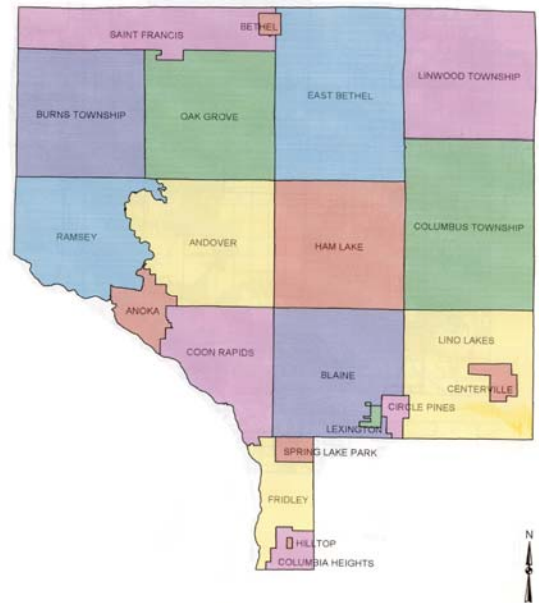 SAINT FRANCIS
BETHEL
LINWOOD TOWNSHIP
EAST BETHEL
BURNS TOWNSHIP
OAK GROVE
COLUMBUS TOWNSHIP
RAMSEY
ANDOVER
HAM LAKE
ANOKA
LINO LAKES
COON RAPIDS
BLAINE
CENTERVILLE
CIRCLE PINES
LEXINGTON
SPRING LAKE PARK
FRIDLEY
HILLTOP
COLUMBIA HEIGHTS
N